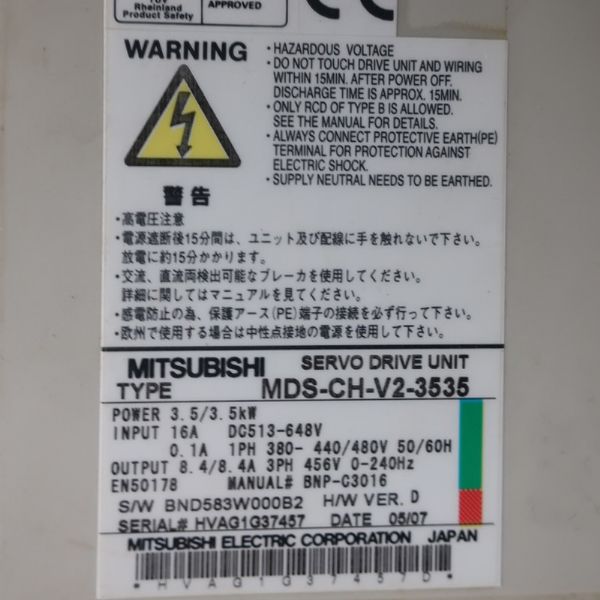 TÜV
Rheinland
Product Safety
APPROVED
CE
WARNING
・HAZARDOUS VOLTAGE
・DO NOT TOUCH DRIVE UNIT AND WIRING
WITHIN 15MIN. AFTER POWER OFF.
DISCHARGE TIME IS APPROX. 15MIN.
・ONLY RCD OF TYPE B IS ALLOWED.
SEE THE MANUAL FOR DETAILS.
・ALWAYS CONNECT PROTECTIVE EARTH(PE)
TERMINAL FOR PROTECTION AGAINST
ELECTRIC SHOCK.
・SUPPLY NEUTRAL NEEDS TO BE EARTHED.
警告
・高電圧注意
・電源遮断後15分間は、ユニット及び配線に手を触れないで下さい。
放電に約15分かかります。
・交流、直流両検出可能なブレーカを使用してください。
詳細に関してはマニュアルを見てください。
・感電防止の為、保護アース(PE)端子の接続を必ず行って下さい。
・欧州で使用する場合は中性点接地の電源を使用して下さい。
MITSUBISHI SERVO DRIVE UNIT
TYPE MDS-CH-V2-3535
POWER 3.5/3.5kW
INPUT 16A DC513-648V
0.1A 1PH 380- 440/480V 50/60H
OUTPUT 8.4/8.4A 3PH 456V 0-240Hz
EN50178 MANUAL# BNP-C3016
S/W BND583W000B2 H/W VER. D
SERIAL# HVAG1G37457 DATE 05/07
MITSUBISHI ELECTRIC CORPORATION JAPAN
*HVAG1G37457D*